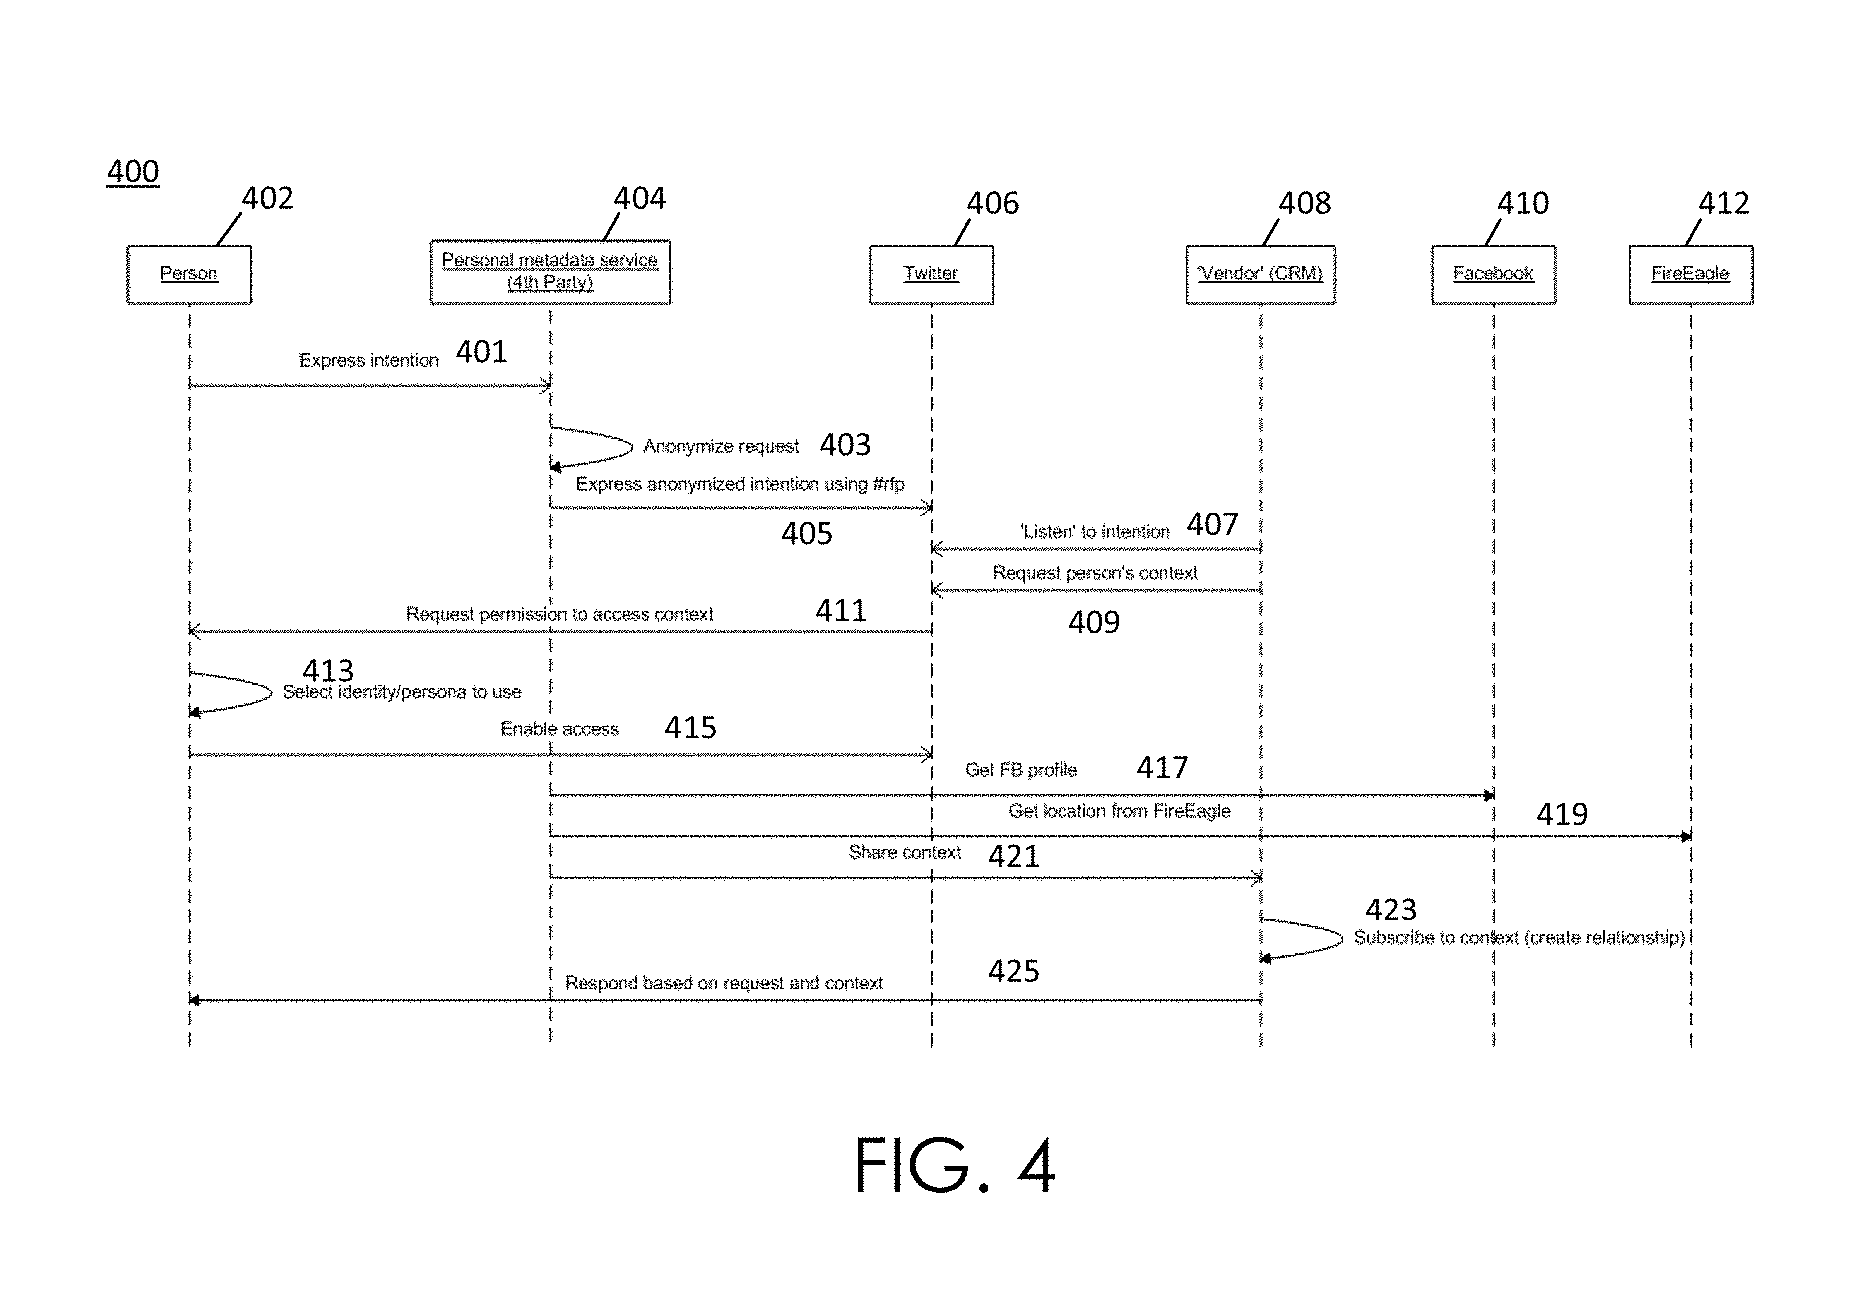 400
402
404
406
408
410
412
Person
Personal metadata service
(4th Party)
Twitter
'Vendor' (CRM)
Facebook
FireEagle
Express intention 401
Anonymize request 403
Express anonymized intention using #rfp
405
'Listen' to intention 407
Request person's context
409
Request permission to access context 411
413
Select identity/persona to use
Enable access 415
Get FB profile 417
Get location from FireEagle 419
Share context 421
423
Subscribe to context (create relationship)
Respond based on request and context 425
FIG. 4